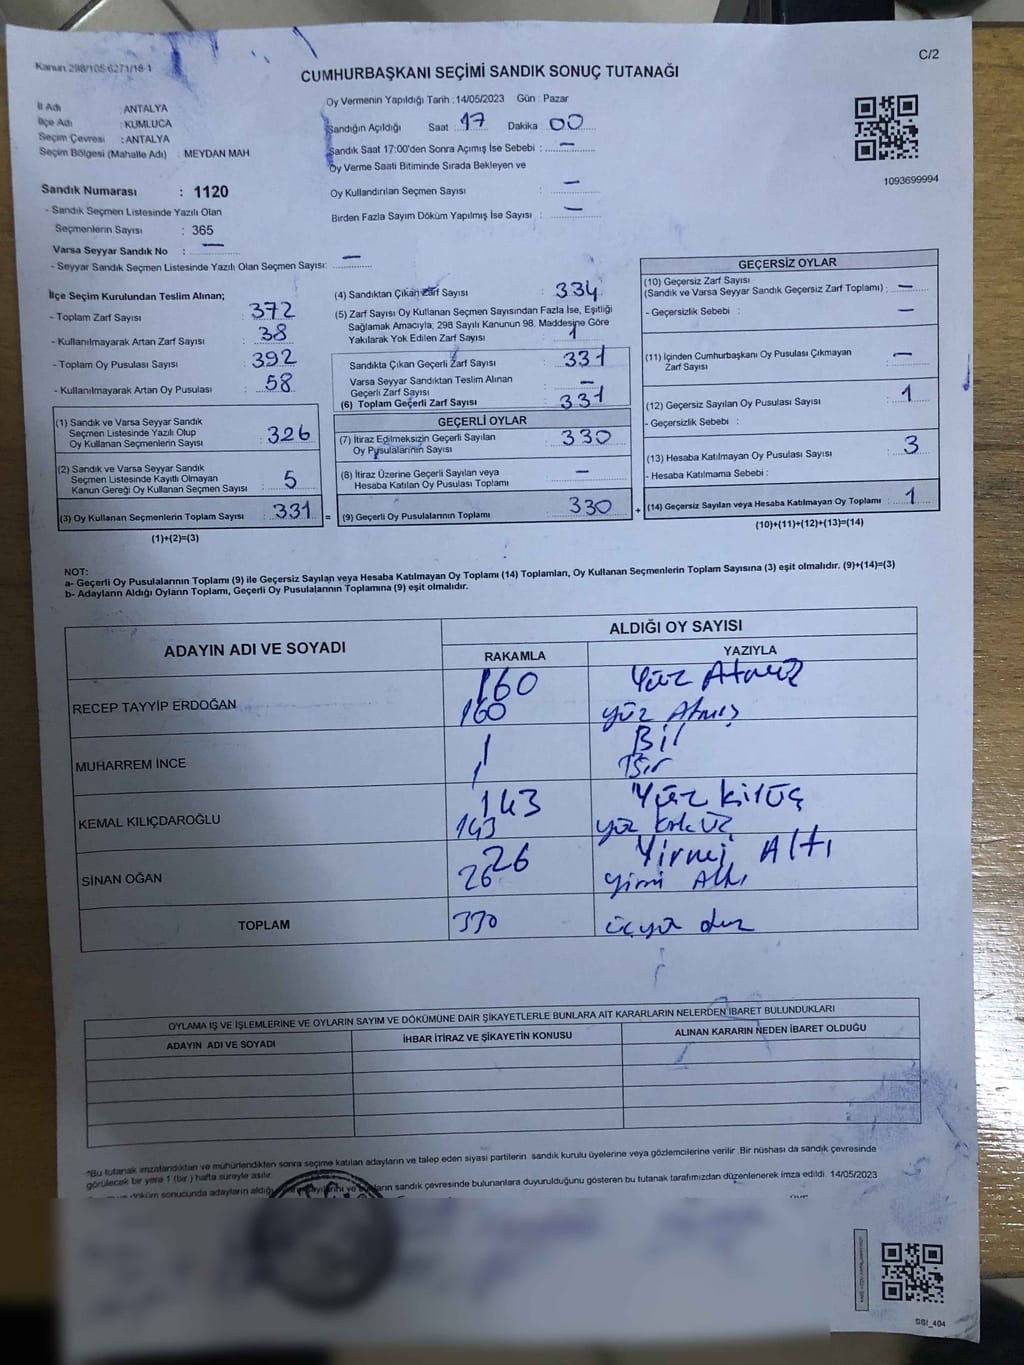 Kanun 298/105-6271/18-1
C/2
CUMHURBAŞKANI SEÇİMİ SANDIK SONUÇ TUTANAĞI
İl Adı : ANTALYA
İlçe Adı : KUMLUCA
Seçim Çevresi : ANTALYA
Seçim Bölgesi (Mahalle Adı) : MEYDAN MAH
Sandık Numarası : 1120
- Sandık Seçmen Listesinde Yazılı Olan
Seçmenlerin Sayısı : 365
Varsa Seyyar Sandık No : —
- Seyyar Sandık Seçmen Listesinde Yazılı Olan Seçmen Sayısı: —
Oy Vermenin Yapıldığı Tarih : 14/05/2023 Gün : Pazar
Sandığın Açıldığı Saat 17 Dakika 00
Sandık Saat 17:00'den Sonra Açımış İse Sebebi : —
Oy Verme Saati Bitiminde Sırada Bekleyen ve
Oy Kullandırılan Seçmen Sayısı : —
Birden Fazla Sayım Döküm Yapılmış İse Sayısı : —
1093699994
İlçe Seçim Kurulundan Teslim Alınan;
- Toplam Zarf Sayısı : 372
- Kullanılmayarak Artan Zarf Sayısı : 38
- Toplam Oy Pusulası Sayısı : 392
- Kullanılmayarak Artan Oy Pusulası : 58
(1) Sandık ve Varsa Seyyar Sandık
Seçmen Listesinde Yazılı Olup
Oy Kullanan Seçmenlerin Sayısı : 326
(2) Sandık ve Varsa Seyyar Sandık
Seçmen Listesinde Kayıtlı Olmayan
Kanun Gereği Oy Kullanan Seçmen Sayısı : 5
(3) Oy Kullanan Seçmenlerin Toplam Sayısı : 331
(1)+(2)=(3)
(4) Sandıktan Çıkan Zarf Sayısı : 334
(5) Zarf Sayısı Oy Kullanan Seçmen Sayısından Fazla İse, Eşitliği
Sağlamak Amacıyla, 298 Sayılı Kanunun 98. Maddesine Göre
Yakılarak Yok Edilen Zarf Sayısı : 1
Sandıkta Çıkan Geçerli Zarf Sayısı : 331
Varsa Seyyar Sandıktan Teslim Alınan
Geçerli Zarf Sayısı : —
(6) Toplam Geçerli Zarf Sayısı : 331
GEÇERLİ OYLAR
(7) İtiraz Edilmeksizin Geçerli Sayılan
Oy Pusulalarının Sayısı : 330
(8) İtiraz Üzerine Geçerli Sayılan veya
Hesaba Katılan Oy Pusulası Toplamı : —
= (9) Geçerli Oy Pusulalarının Toplamı : 330 +
GEÇERSİZ OYLAR
(10) Geçersiz Zarf Sayısı
(Sandık ve Varsa Seyyar Sandık Geçersiz Zarf Toplamı) : —
- Geçersizlik Sebebi : —
(11) İçinden Cumhurbaşkanı Oy Pusulası Çıkmayan
Zarf Sayısı : —
(12) Geçersiz Sayılan Oy Pusulası Sayısı : 1
- Geçersizlik Sebebi :
(13) Hesaba Katılmayan Oy Pusulası Sayısı : 3
- Hesaba Katılmama Sebebi :
(14) Geçersiz Sayılan veya Hesaba Katılmayan Oy Toplamı : 1
(10)+(11)+(12)+(13)=(14)
NOT:
a- Geçerli Oy Pusulalarının Toplamı (9) ile Geçersiz Sayılan veya Hesaba Katılmayan Oy Toplamı (14) Toplamları, Oy Kullanan Seçmenlerin Toplam Sayısına (3) eşit olmalıdır. (9)+(14)=(3)
b- Adayların Aldığı Oyların Toplamı, Geçerli Oy Pusulalarının Toplamına (9) eşit olmalıdır.
ADAYIN ADI VE SOYADI
ALDIĞI OY SAYISI
RAKAMLA YAZIYLA
RECEP TAYYİP ERDOĞAN 160 Yüz Atmış
160 yüz Atmış
MUHARREM İNCE 1 Bir
1 Bir
KEMAL KILIÇDAROĞLU 143 Yüz kırküç
143 yüz kırk üç
SİNAN OĞAN 26 Yirmi Altı
26 yirmi Altı
TOPLAM 330
OYLAMA İŞ VE İŞLEMLERİNE VE OYLARIN SAYIM VE DÖKÜMÜNE DAİR ŞİKAYETLERLE BUNLARA AİT KARARLARIN NELERDEN İBARET BULUNDUKLARI
ADAYIN ADI VE SOYADI İHBAR İTİRAZ VE ŞİKAYETİN KONUSU ALINAN KARARIN NEDEN İBARET OLDUĞU
*Bu tutanak imzalandıktan ve mühürlendikten sonra seçime katılan adayların ve talep eden siyasi partilerin sandık kurulu üyelerine veya gözlemcilerine verilir. Bir nüshası da sandık çevresinde
görülecek bir yere 1 (bir.) hafta süreyle asılır.
döküm sonucunda adayların aldığı sandık çevresinde bulunanlara duyurulduğunu gösteren bu tutanak tarafımızdan düzenlenerek imza edildi. 14/05/2023
SSI_404